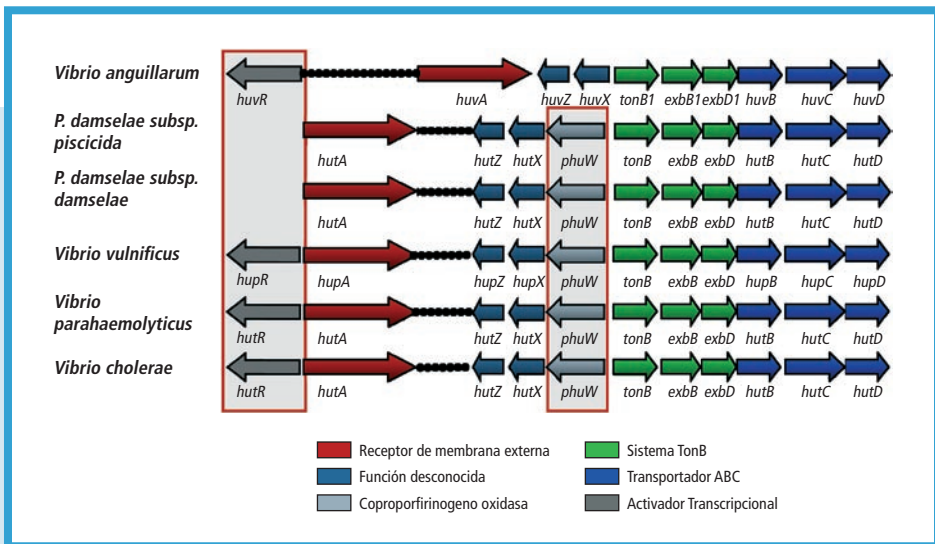 Vibrio anguillarum
huvR huvA huvZ huvX tonB1 exbB1 exbD1 huvB huvC huvD
P. damselae subsp.
piscicida
hutA hutZ hutX phuW tonB exbB exbD hutB hutC hutD
P. damselae subsp.
damselae
hutA hutZ hutX phuW tonB exbB exbD hutB hutC hutD
Vibrio vulnificus
hupR hupA hupZ hupX phuW tonB exbB exbD hupB hupC hupD
Vibrio
parahaemolyticus
hutR hutA hutZ hutX phuW tonB exbB exbD hutB hutC hutD
Vibrio cholerae
hutR hutA hutZ hutX phuW tonB exbB exbD hutB hutC hutD
Receptor de membrana externa
Función desconocida
Coproporfirinogeno oxidasa
Sistema TonB
Transportador ABC
Activador Transcripcional